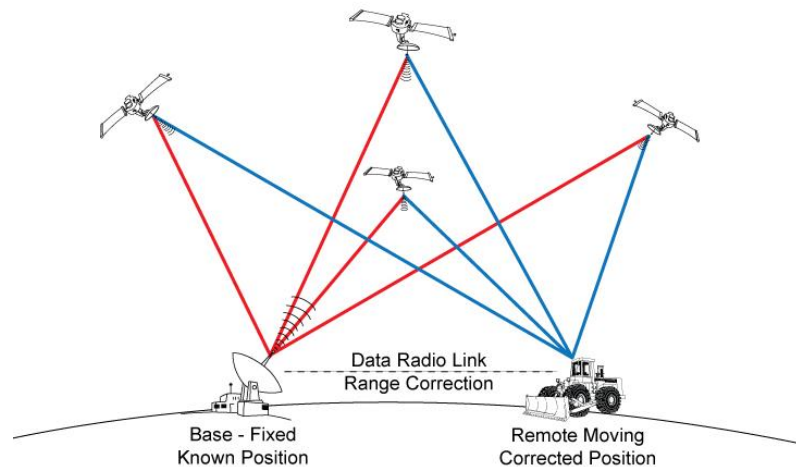 Data Radio Link
Range Correction
Base - Fixed
Known Position
Remote Moving
Corrected Position